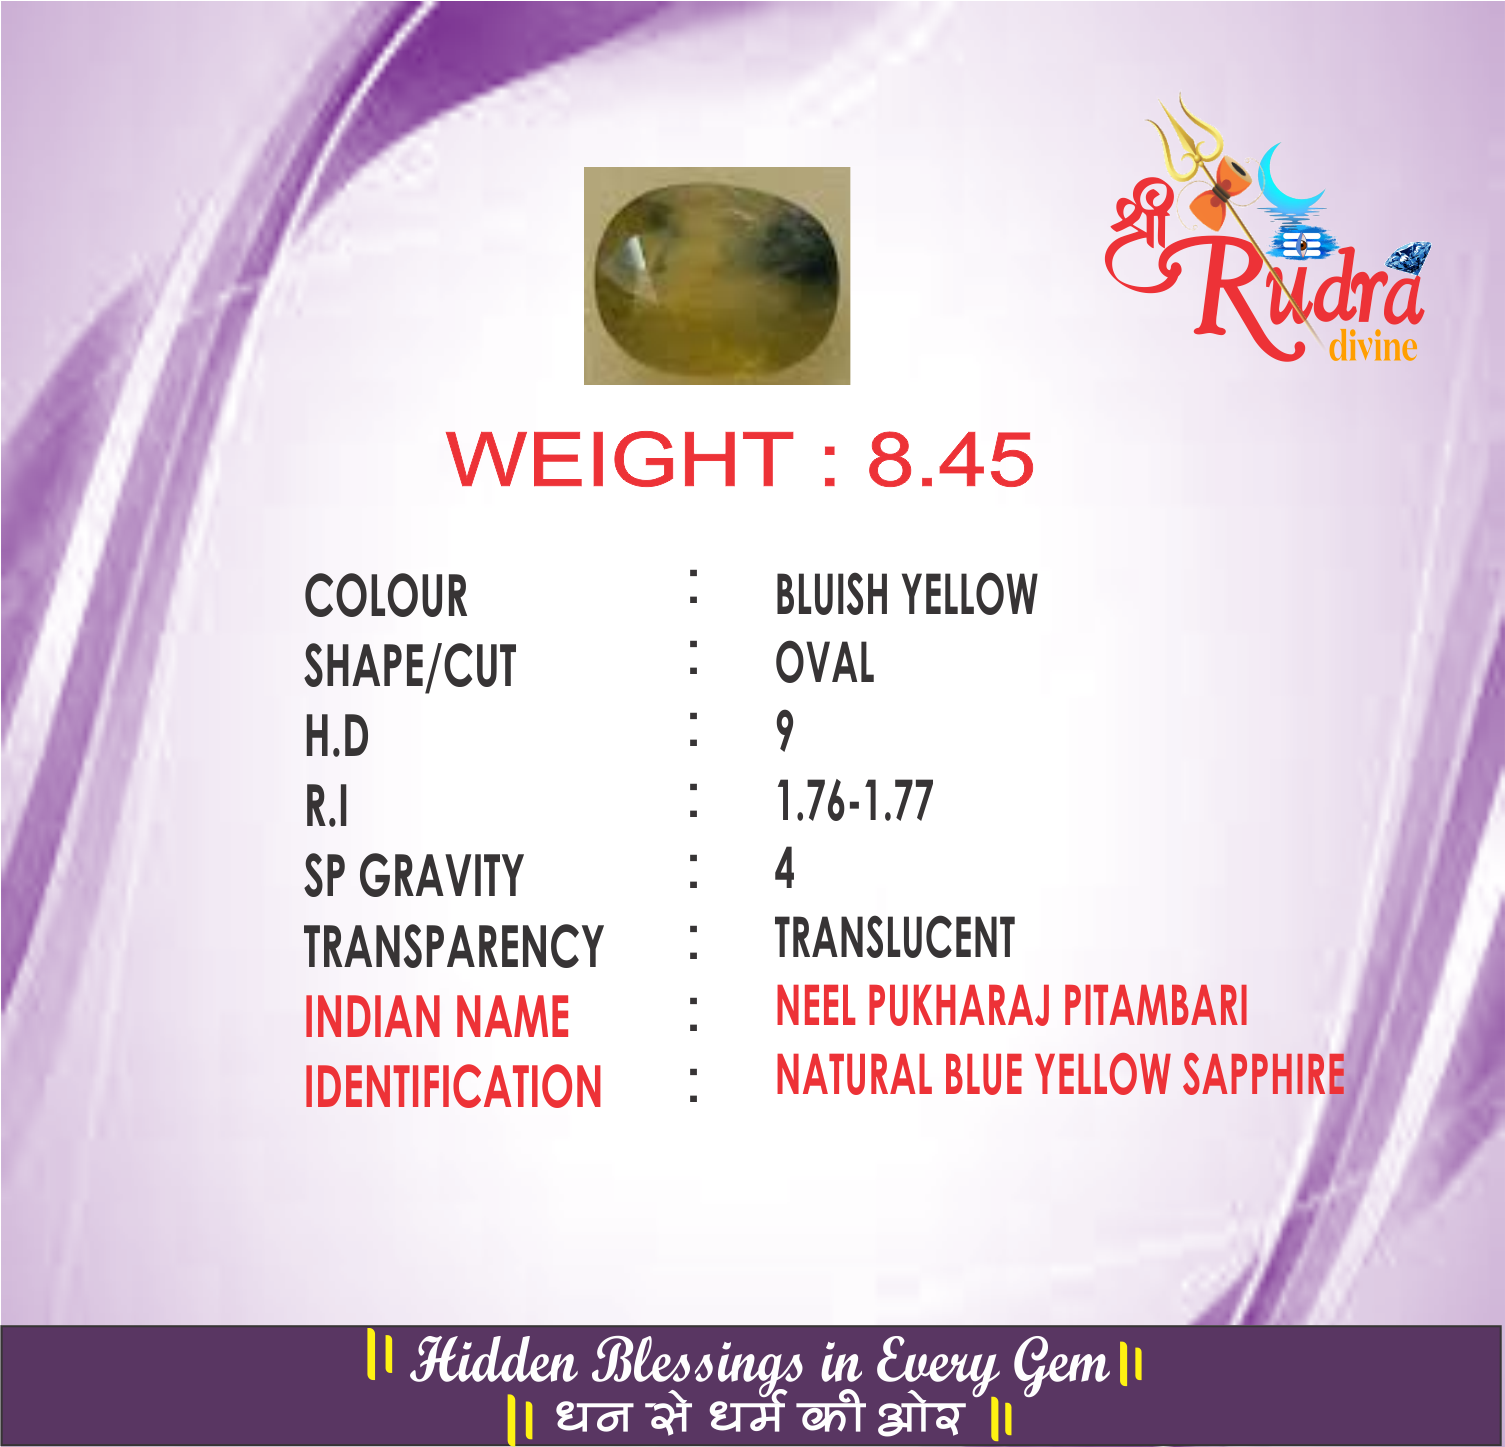 श्री Rudra
divine
WEIGHT : 8.45
COLOUR : BLUISH YELLOW
SHAPE/CUT : OVAL
H.D : 9
R.I : 1.76-1.77
SP GRAVITY : 4
TRANSPARENCY : TRANSLUCENT
INDIAN NAME : NEEL PUKHARAJ PITAMBARI
IDENTIFICATION : NATURAL BLUE YELLOW SAPPHIRE
|| Hidden Blessings in Every Gem ||
|| धन से धर्म की ओर ||